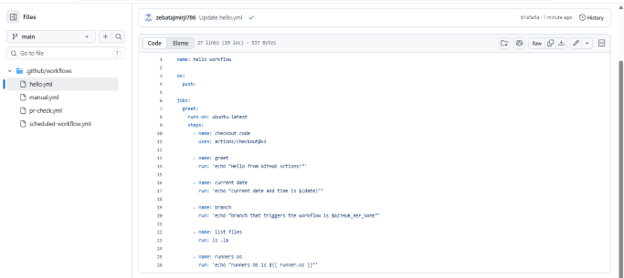 Files
zebatajmirji786 Update hello.yml
1 minute ago
History
main
Go to file
T
Code Blame 27 lines (19 loc) · 537 Bytes
Raw
.github/workflows
hello.yml
manual.yml
pr-check.yml
scheduled-workflow.yml
1 name: hello workflow
2
3 on:
4 push:
5
6 jobs:
7 greet:
8 runs-on: ubuntu-latest
9 steps:
10 - name: checkout code
11 uses: actions/checkout@v3
12
13 - name: greet
14 run: 'echo "Hello from GitHub Actions!"'
15
16 - name: current date
17 run: 'echo "current date and time is $(date)"'
18
19 - name: branch
20 run: 'echo "branch that triggers the workflow is $GITHUB_REF_NAME"'
21
22 - name: list files
23 run: ls -la
24
25 - name: runners os
26 run: 'echo "runners OS is ${{ runner.os }}"'